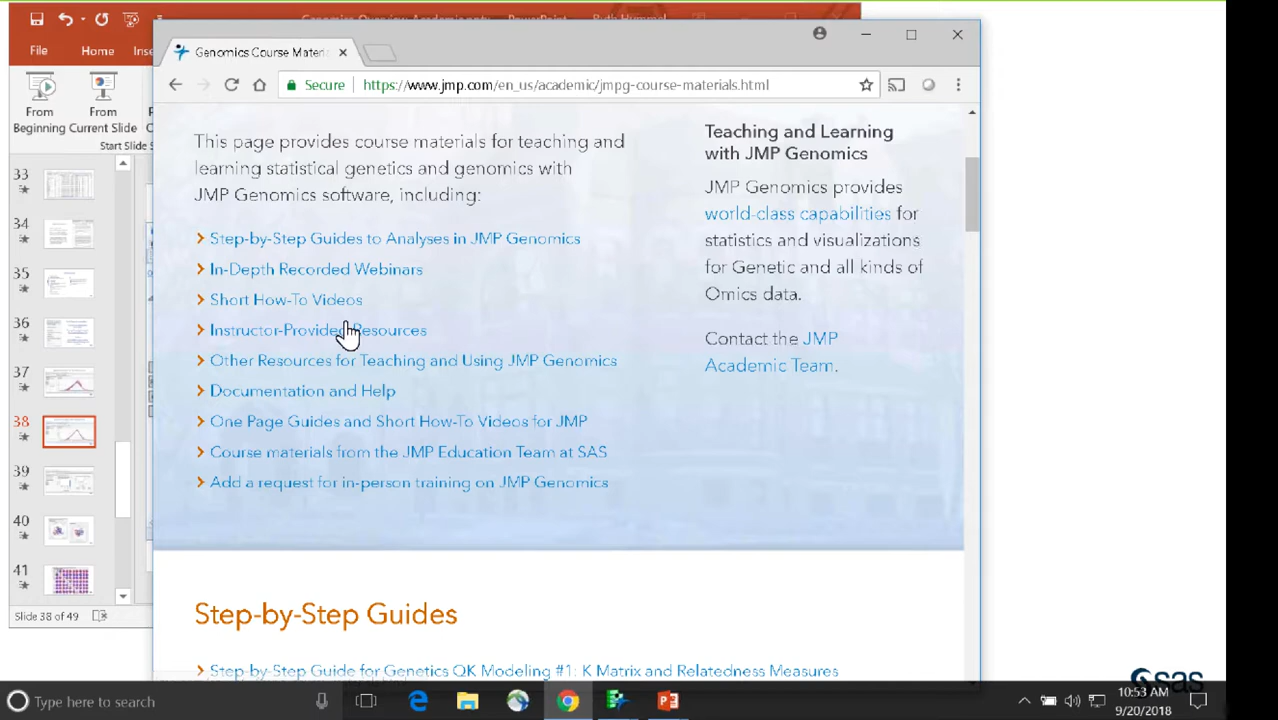 File
Home
From
Beginning
From
Current Slide
Start Slide S
33
34
35
36
37
38
39
40
41
Slide 38 of 49
Genomics Course Materi
Secure
https://www.jmp.com/en_us/academic/jmpg-course-materials.html
This page provides course materials for teaching and
learning statistical genetics and genomics with
JMP Genomics software, including:
Step-by-Step Guides to Analyses in JMP Genomics
In-Depth Recorded Webinars
Short How-To Videos
Instructor-Provided Resources
Other Resources for Teaching and Using JMP Genomics
Documentation and Help
One Page Guides and Short How-To Videos for JMP
Course materials from the JMP Education Team at SAS
Add a request for in-person training on JMP Genomics
Teaching and Learning
with JMP Genomics
JMP Genomics provides
world-class capabilities for
statistics and visualizations
for Genetic and all kinds of
Omics data.
Contact the JMP
Academic Team.
Step-by-Step Guides
Step-by-Step Guide for Genetics QK Modeling #1: K Matrix and Relatedness Measures
sas
Type here to search
10:53 AM
9/20/2018